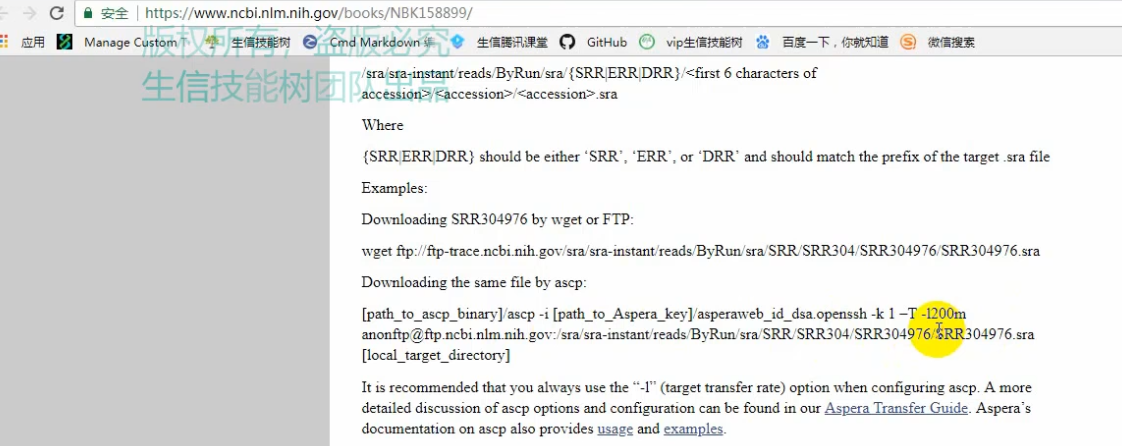 安全 https://www.ncbi.nlm.nih.gov/books/NBK158899/
应用 Manage Custom 生信技能树 Cmd Markdown 编 生信腾讯课堂 GitHub vip生信技能树 百度一下，你就知道 微信搜索
版权所有，盗版必究
生信技能树团队出品
/sra/sra-instant/reads/ByRun/sra/{SRR|ERR|DRR}/<first 6 characters of
accession>/<accession>/<accession>.sra
Where
{SRR|ERR|DRR} should be either ‘SRR’, ‘ERR’, or ‘DRR’ and should match the prefix of the target .sra file
Examples:
Downloading SRR304976 by wget or FTP:
wget ftp://ftp-trace.ncbi.nih.gov/sra/sra-instant/reads/ByRun/sra/SRR/SRR304/SRR304976/SRR304976.sra
Downloading the same file by ascp:
[path_to_ascp_binary]/ascp -i [path_to_Aspera_key]/asperaweb_id_dsa.openssh -k 1 –T -l200m
anonftp@ftp.ncbi.nlm.nih.gov:/sra/sra-instant/reads/ByRun/sra/SRR/SRR304/SRR304976/SRR304976.sra
[local_target_directory]
It is recommended that you always use the “-l” (target transfer rate) option when configuring ascp. A more
detailed discussion of ascp options and configuration can be found in our Aspera Transfer Guide. Aspera’s
documentation on ascp also provides usage and examples.